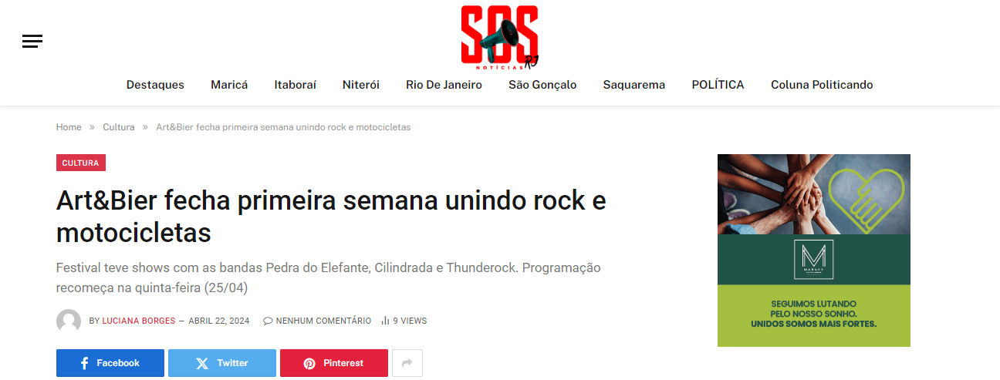 SOS
NOTÍCIAS RJ
Destaques Maricá Itaboraí Niterói Rio De Janeiro São Gonçalo Saquarema POLÍTICA Coluna Politicando
Home » Cultura » Art&Bier fecha primeira semana unindo rock e motocicletas
CULTURA
Art&Bier fecha primeira semana unindo rock e
motocicletas
Festival teve shows com as bandas Pedra do Elefante, Cilindrada e Thunderock. Programação
recomeça na quinta-feira (25/04)
BY LUCIANA BORGES — ABRIL 22, 2024 NENHUM COMENTÁRIO 9 VIEWS
Facebook Twitter Pinterest
M
MARAEY
SEGUIMOS LUTANDO
PELO NOSSO SONHO.
UNIDOS SOMOS MAIS FORTES.